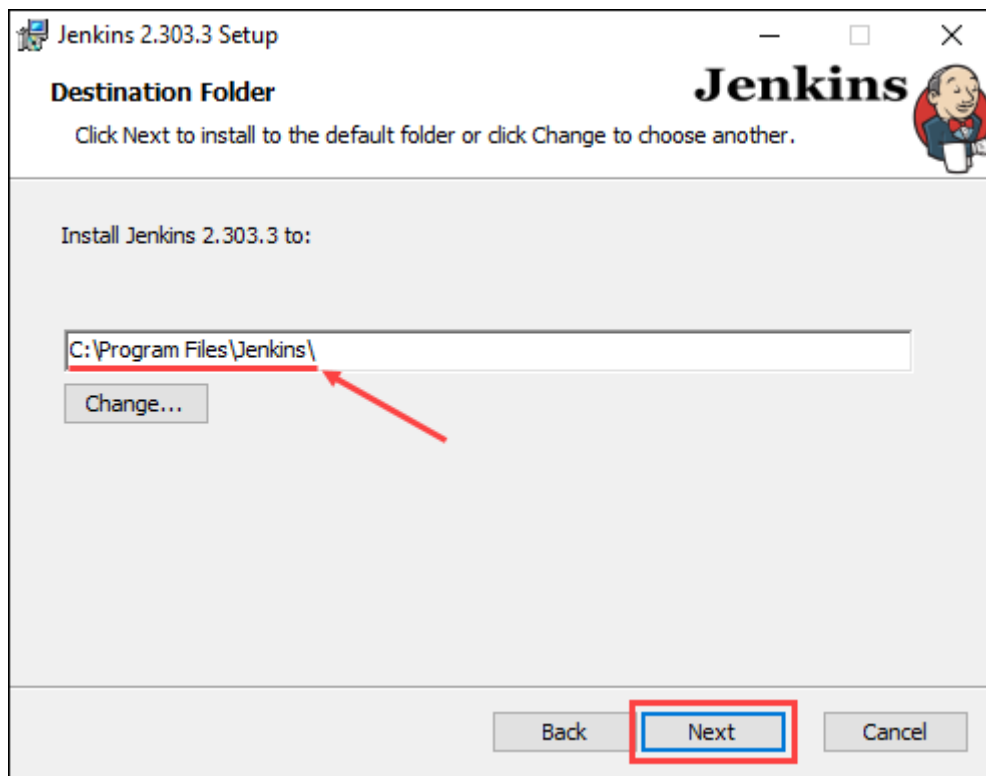 Jenkins 2.303.3 Setup
Destination Folder
Jenkins
Click Next to install to the default folder or click Change to choose another.
Install Jenkins 2.303.3 to:
C:\Program Files\Jenkins\
Change...
Back Next Cancel